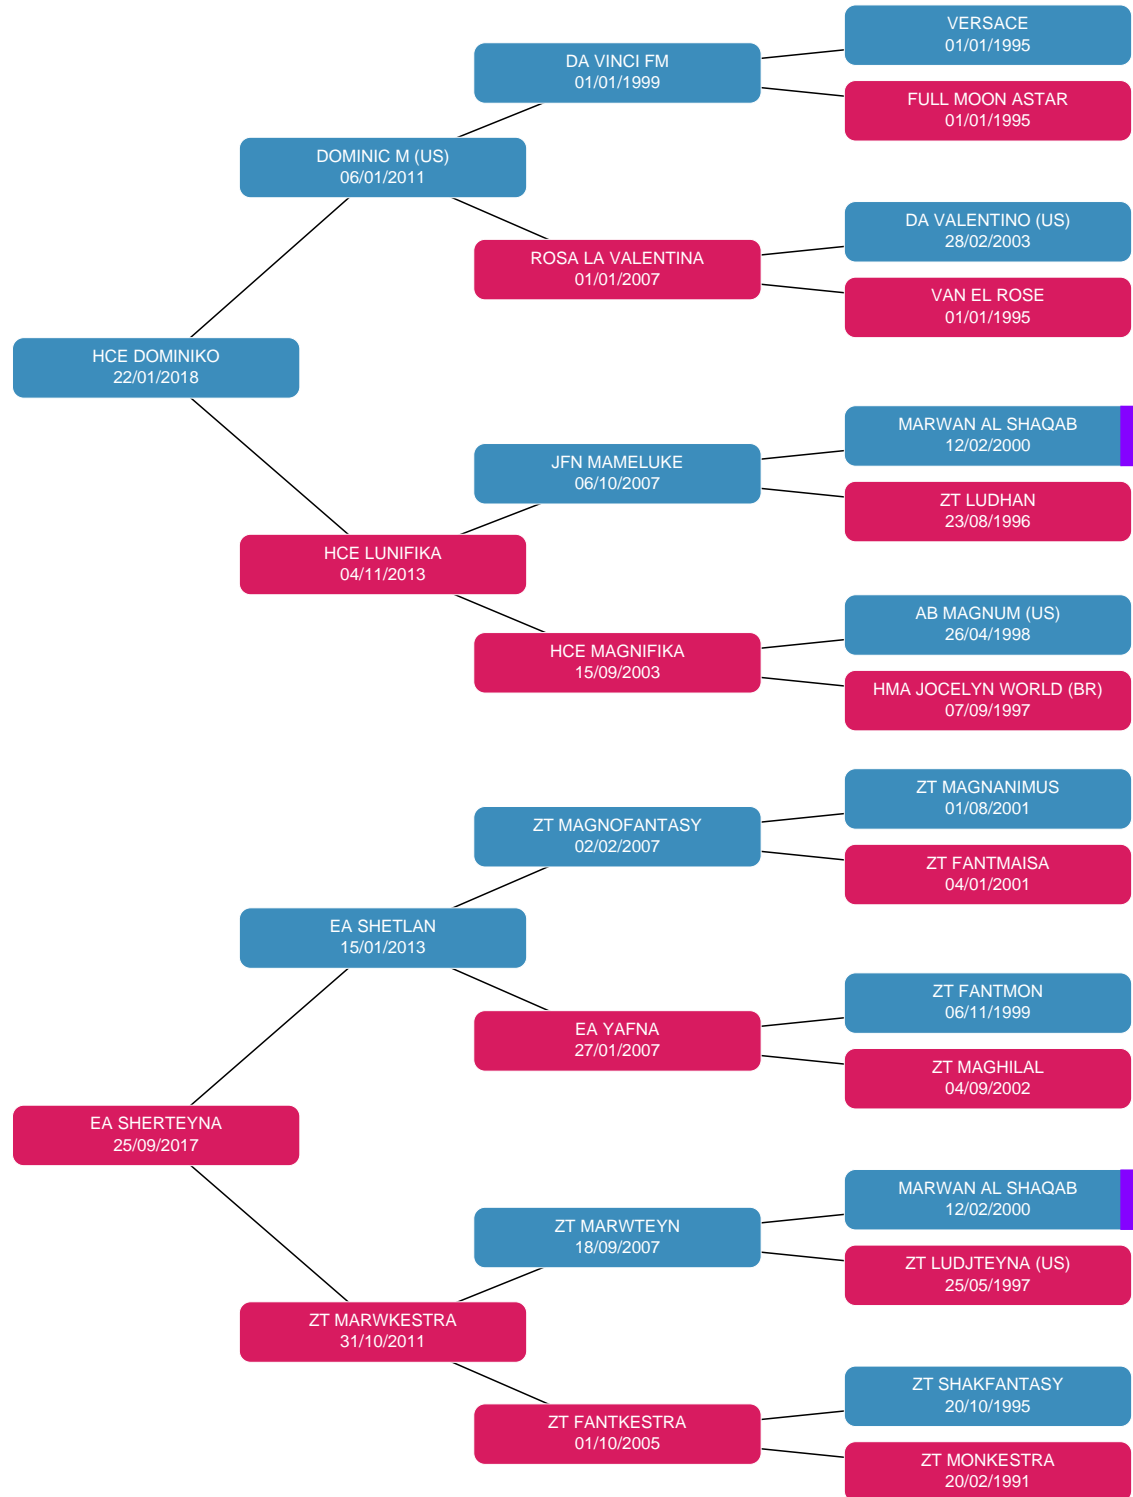 VERSACE
01/01/1995
DA VINCI FM
01/01/1999
FULL MOON ASTAR
01/01/1995
DOMINIC M (US)
06/01/2011
DA VALENTINO (US)
28/02/2003
ROSA LA VALENTINA
01/01/2007
VAN EL ROSE
01/01/1995
HCE DOMINIKO
22/01/2018
MARWAN AL SHAQAB
12/02/2000
JFN MAMELUKE
06/10/2007
ZT LUDHAN
23/08/1996
HCE LUNIFIKA
04/11/2013
AB MAGNUM (US)
26/04/1998
HCE MAGNIFIKA
15/09/2003
HMA JOCELYN WORLD (BR)
07/09/1997
ZT MAGNANIMUS
01/08/2001
ZT MAGNOFANTASY
02/02/2007
ZT FANTMAISA
04/01/2001
EA SHETLAN
15/01/2013
ZT FANTMON
06/11/1999
EA YAFNA
27/01/2007
ZT MAGHILAL
04/09/2002
EA SHERTEYNA
25/09/2017
MARWAN AL SHAQAB
12/02/2000
ZT MARWTEYN
18/09/2007
ZT LUDJTEYNA (US)
25/05/1997
ZT MARWKESTRA
31/10/2011
ZT SHAKFANTASY
20/10/1995
ZT FANTKESTRA
01/10/2005
ZT MONKESTRA
20/02/1991